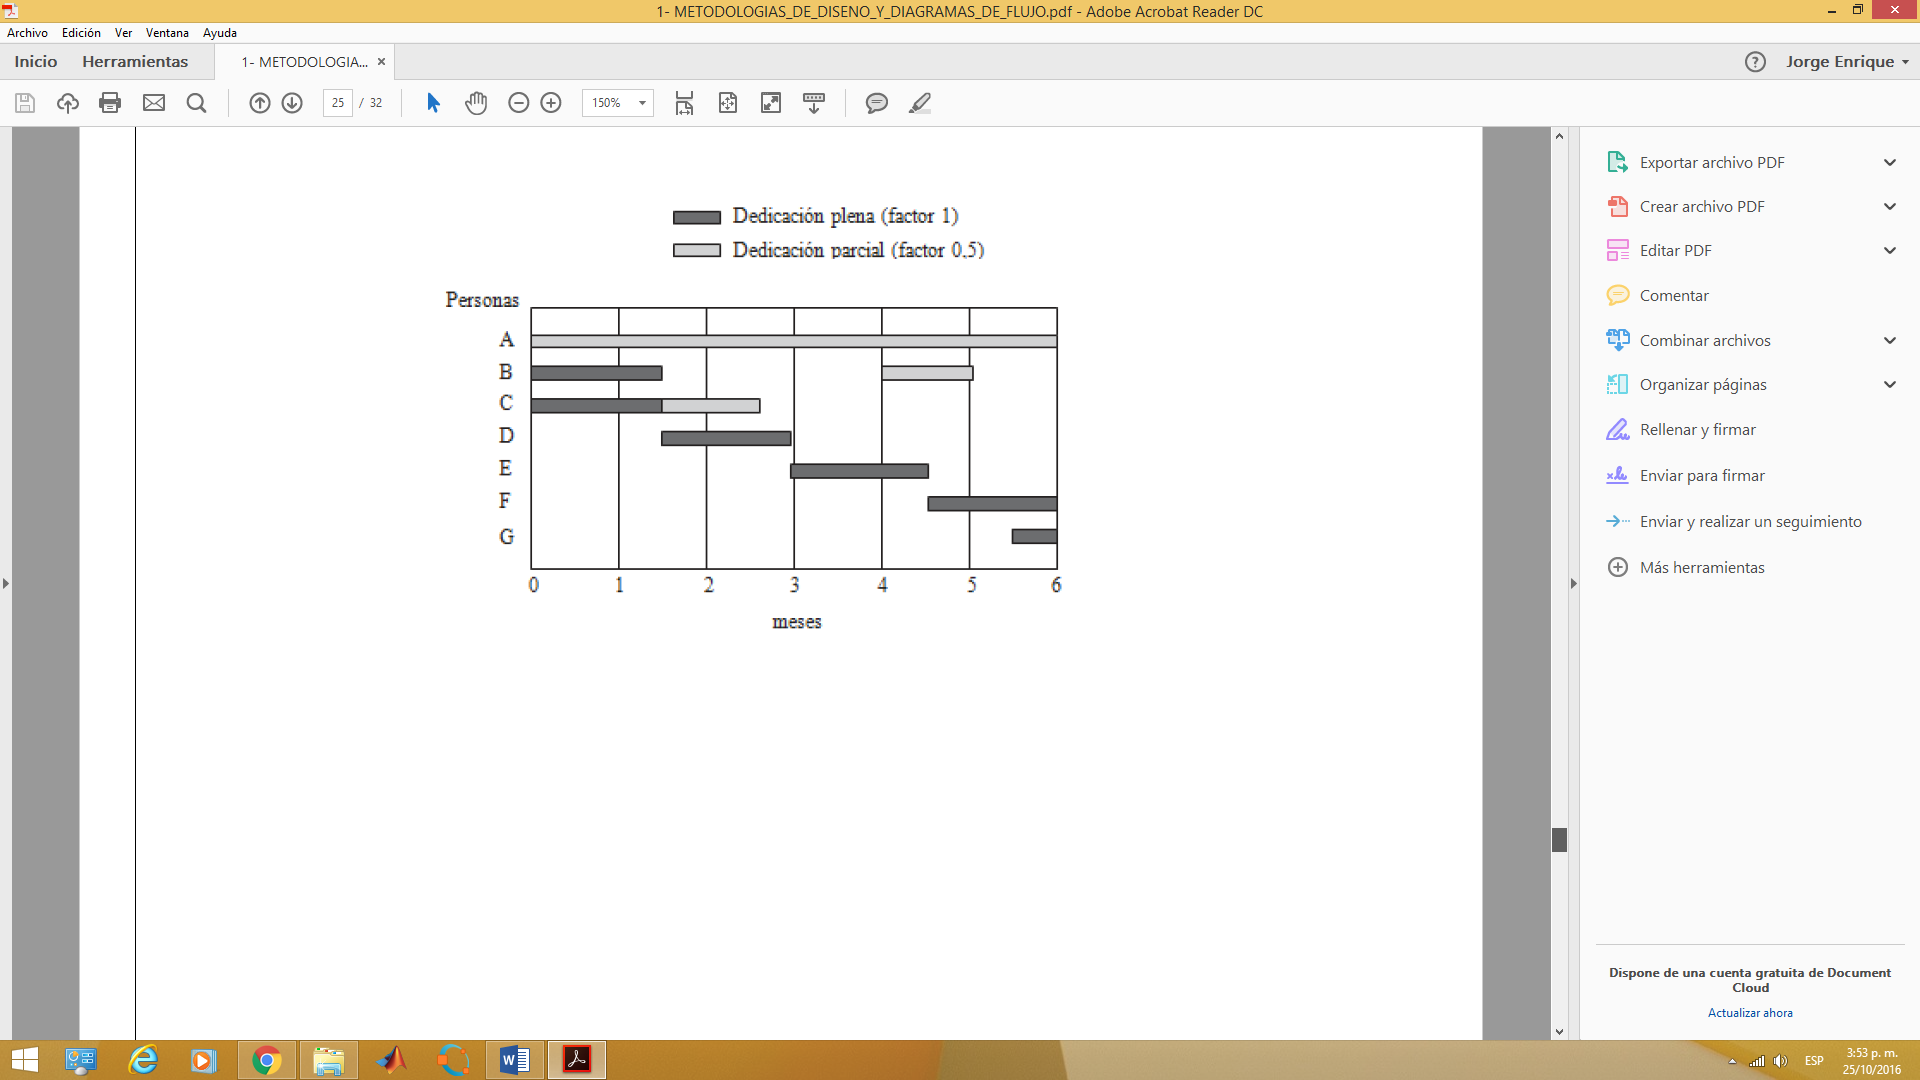 1- METODOLOGIAS_DE_DISENO_Y_DIAGRAMAS_DE_FLUJO.pdf - Adobe Acrobat Reader DC
Archivo Edición Ver Ventana Ayuda
Inicio Herramientas 1- METODOLOGIA... × Jorge Enrique
25 / 32 150%
Dedicación plena (factor 1)
Dedicación parcial (factor 0,5)
Personas
A
B
C
D
E
F
G
0 1 2 3 4 5 6
meses
Exportar archivo PDF
Crear archivo PDF
Editar PDF
Comentar
Combinar archivos
Organizar páginas
Rellenar y firmar
Enviar para firmar
Enviar y realizar un seguimiento
Más herramientas
Dispone de una cuenta gratuita de Document
Cloud
Actualizar ahora
ESP
3:53 p. m.
25/10/2016